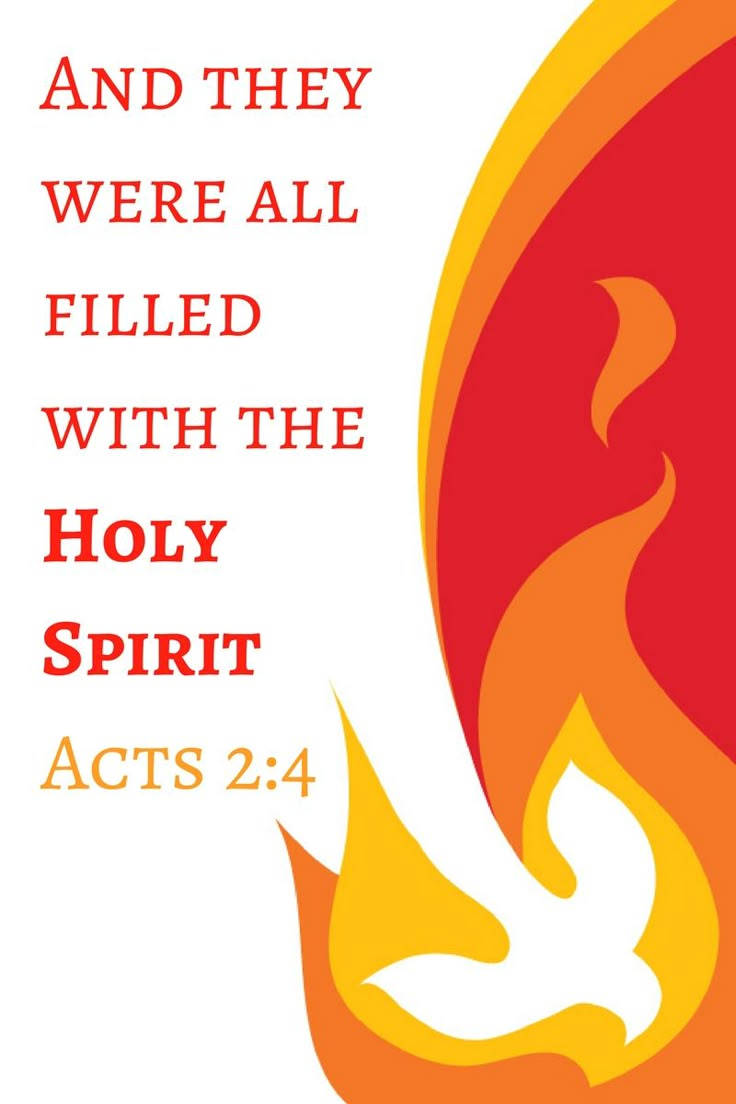 And they
were all
filled
with the
Holy
Spirit
Acts 2:4